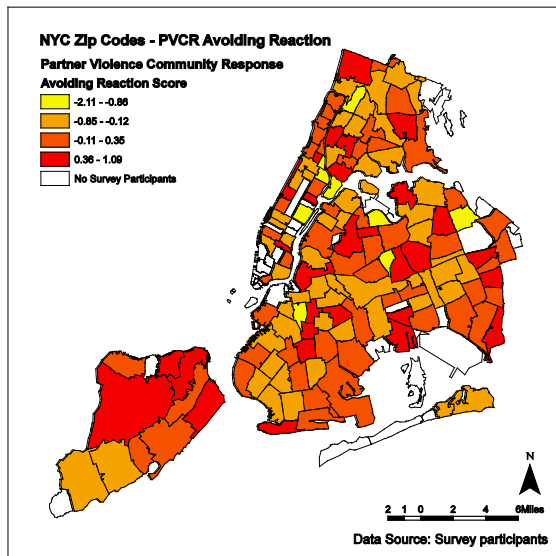 NYC Zip Codes - PVCR Avoiding Reaction
Partner Violence Community Response
Avoiding Reaction Score
-2.11 - -0.86
-0.85 - -0.12
-0.11 - 0.35
0.36 - 1.09
No Survey Participants
N
2 1 0 2 4 6Miles
Data Source: Survey participants